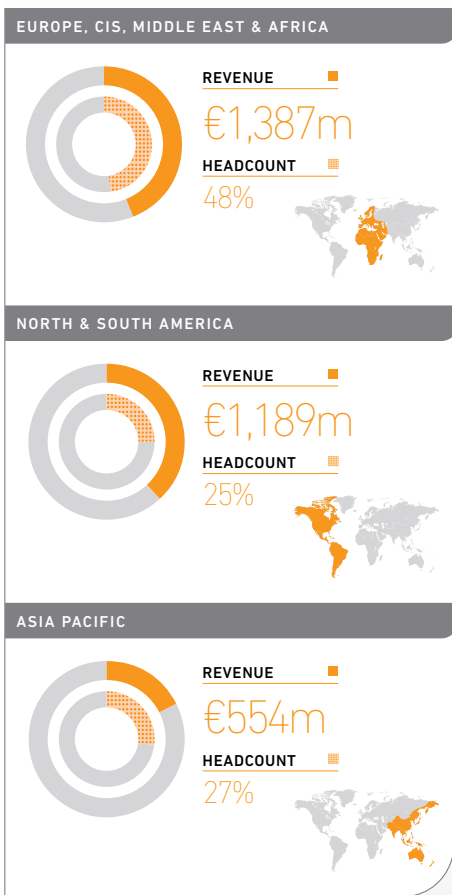 EUROPE, CIS, MIDDLE EAST & AFRICA
REVENUE
€1,387m
HEADCOUNT
48%
NORTH & SOUTH AMERICA
REVENUE
€1,189m
HEADCOUNT
25%
ASIA PACIFIC
REVENUE
€554m
HEADCOUNT
27%